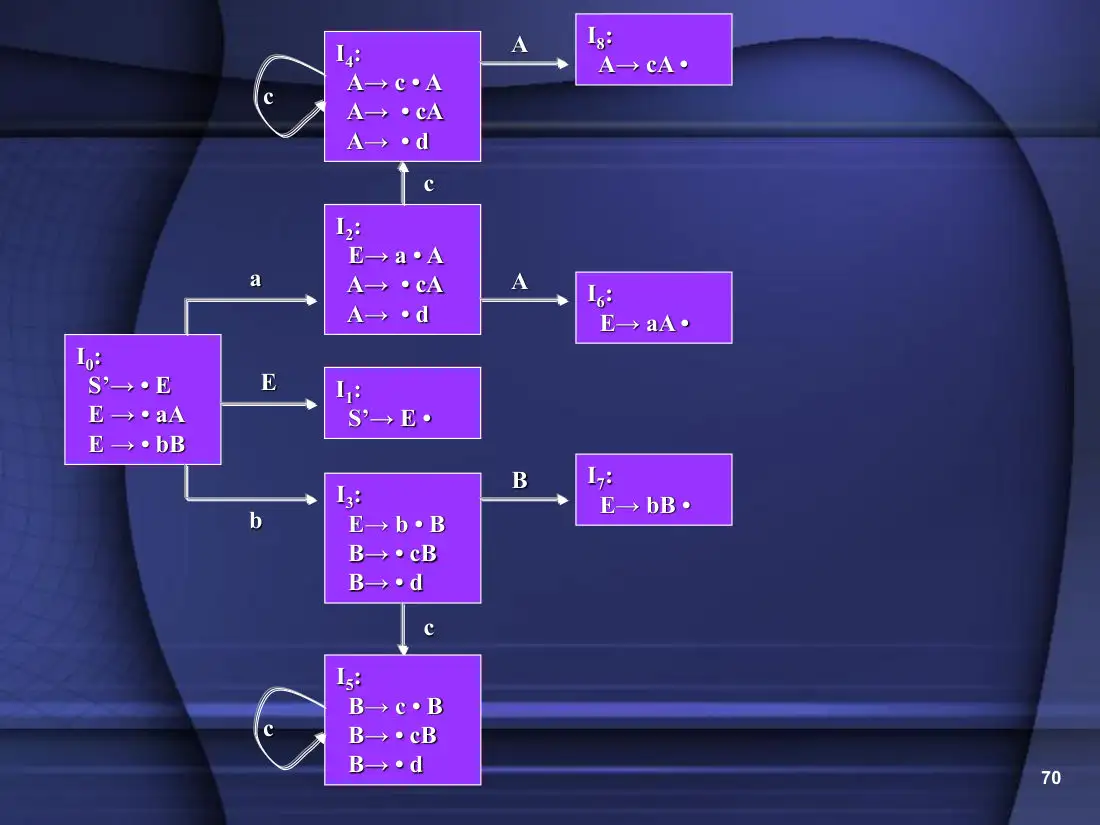 I4:
A→ c • A
A→ • cA
A→ • d
c
A
I8:
A→ cA •
c
I2:
E→ a • A
A→ • cA
A→ • d
a
A
I6:
E→ aA •
I0:
S’→ • E
E → • aA
E → • bB
E
I1:
S’→ E •
b
I3:
E→ b • B
B→ • cB
B→ • d
B
I7:
E→ bB •
c
I5:
B→ c • B
B→ • cB
B→ • d
c
70